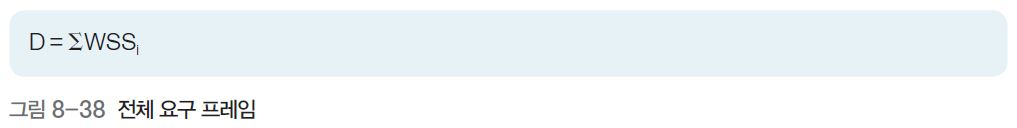 D = ΣWSSᵢ
그림 8-38 전체 요구 프레임